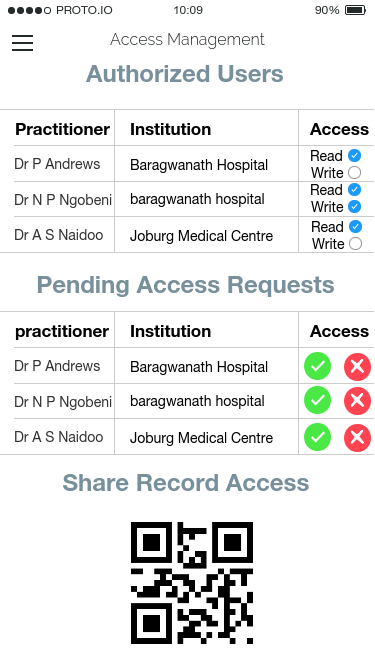 PROTO.IO 10:09 90%
Access Management
Authorized Users
Practitioner Institution Access
Dr P Andrews Baragwanath Hospital Read
Write
Dr N P Ngobeni baragwanath hospital Read
Write
Dr A S Naidoo Joburg Medical Centre Read
Write
Pending Access Requests
practitioner Institution Access
Dr P Andrews Baragwanath Hospital
Dr N P Ngobeni baragwanath hospital
Dr A S Naidoo Joburg Medical Centre
Share Record Access